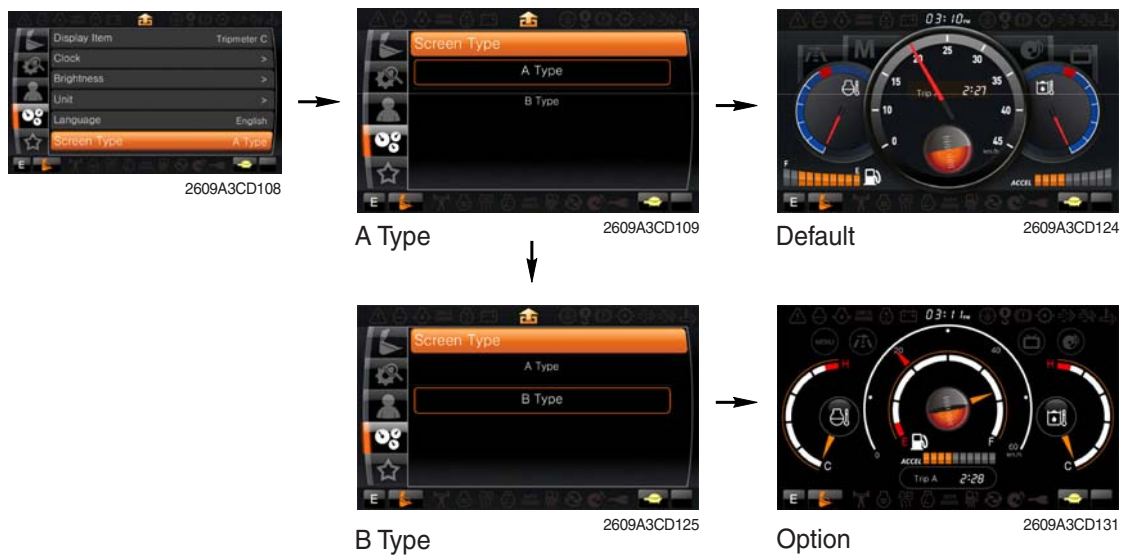 Display Item Tripmeter C
Clock >
Brightness >
Unit >
Language English
Screen Type A Type
E
2609A3CD108
Screen Type
A Type
B Type
E
A Type
2609A3CD109
03:10
M
0 10 15 20 25 30 35 40 45
km/h
Trip 2:27
F E
ACCEL
E
Default
2609A3CD124
Screen Type
A Type
B Type
E
B Type
2609A3CD125
03:11
MENU
H 20 40 H
E F
C 0 60 C
km/h
ACCEL
Trip A 2:28
E
Option
2609A3CD131